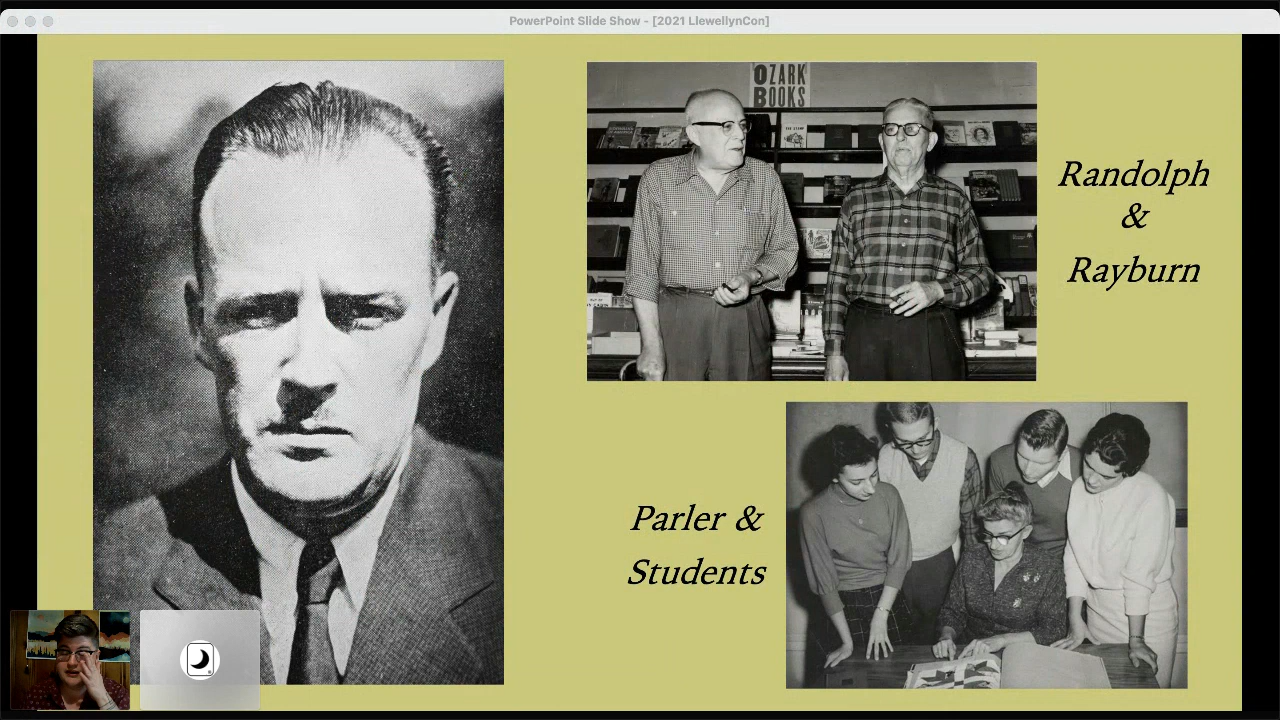 PowerPoint Slide Show - [2021 LlewellynCon]
OZARK
BOOKS
Randolph
&
Rayburn
Parler &
Students